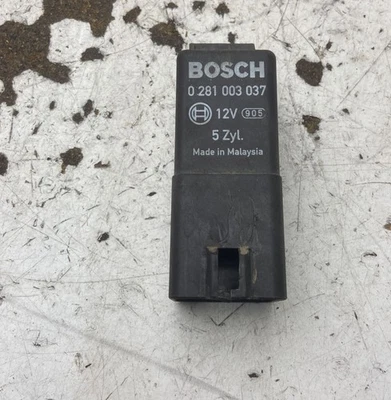 BOSCH
0 281 003 037
12V 905
5 Zyl.
Made in Malaysia